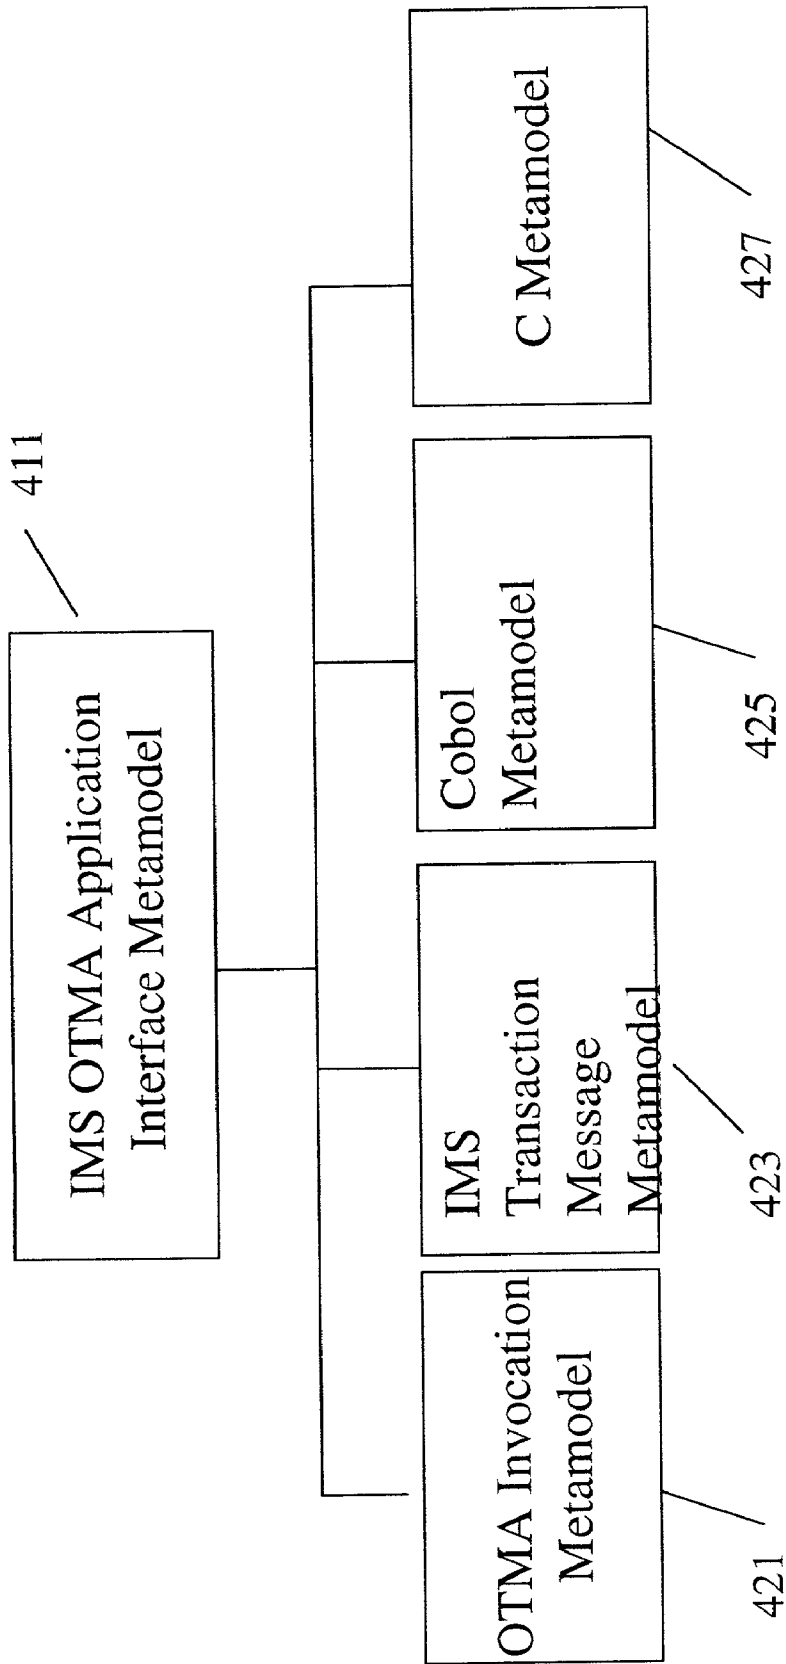 IMS OTMA Application
Interface Metamodel
411
OTMA Invocation
Metamodel
421
IMS
Transaction
Message
Metamodel
423
Cobol
Metamodel
425
C Metamodel
427